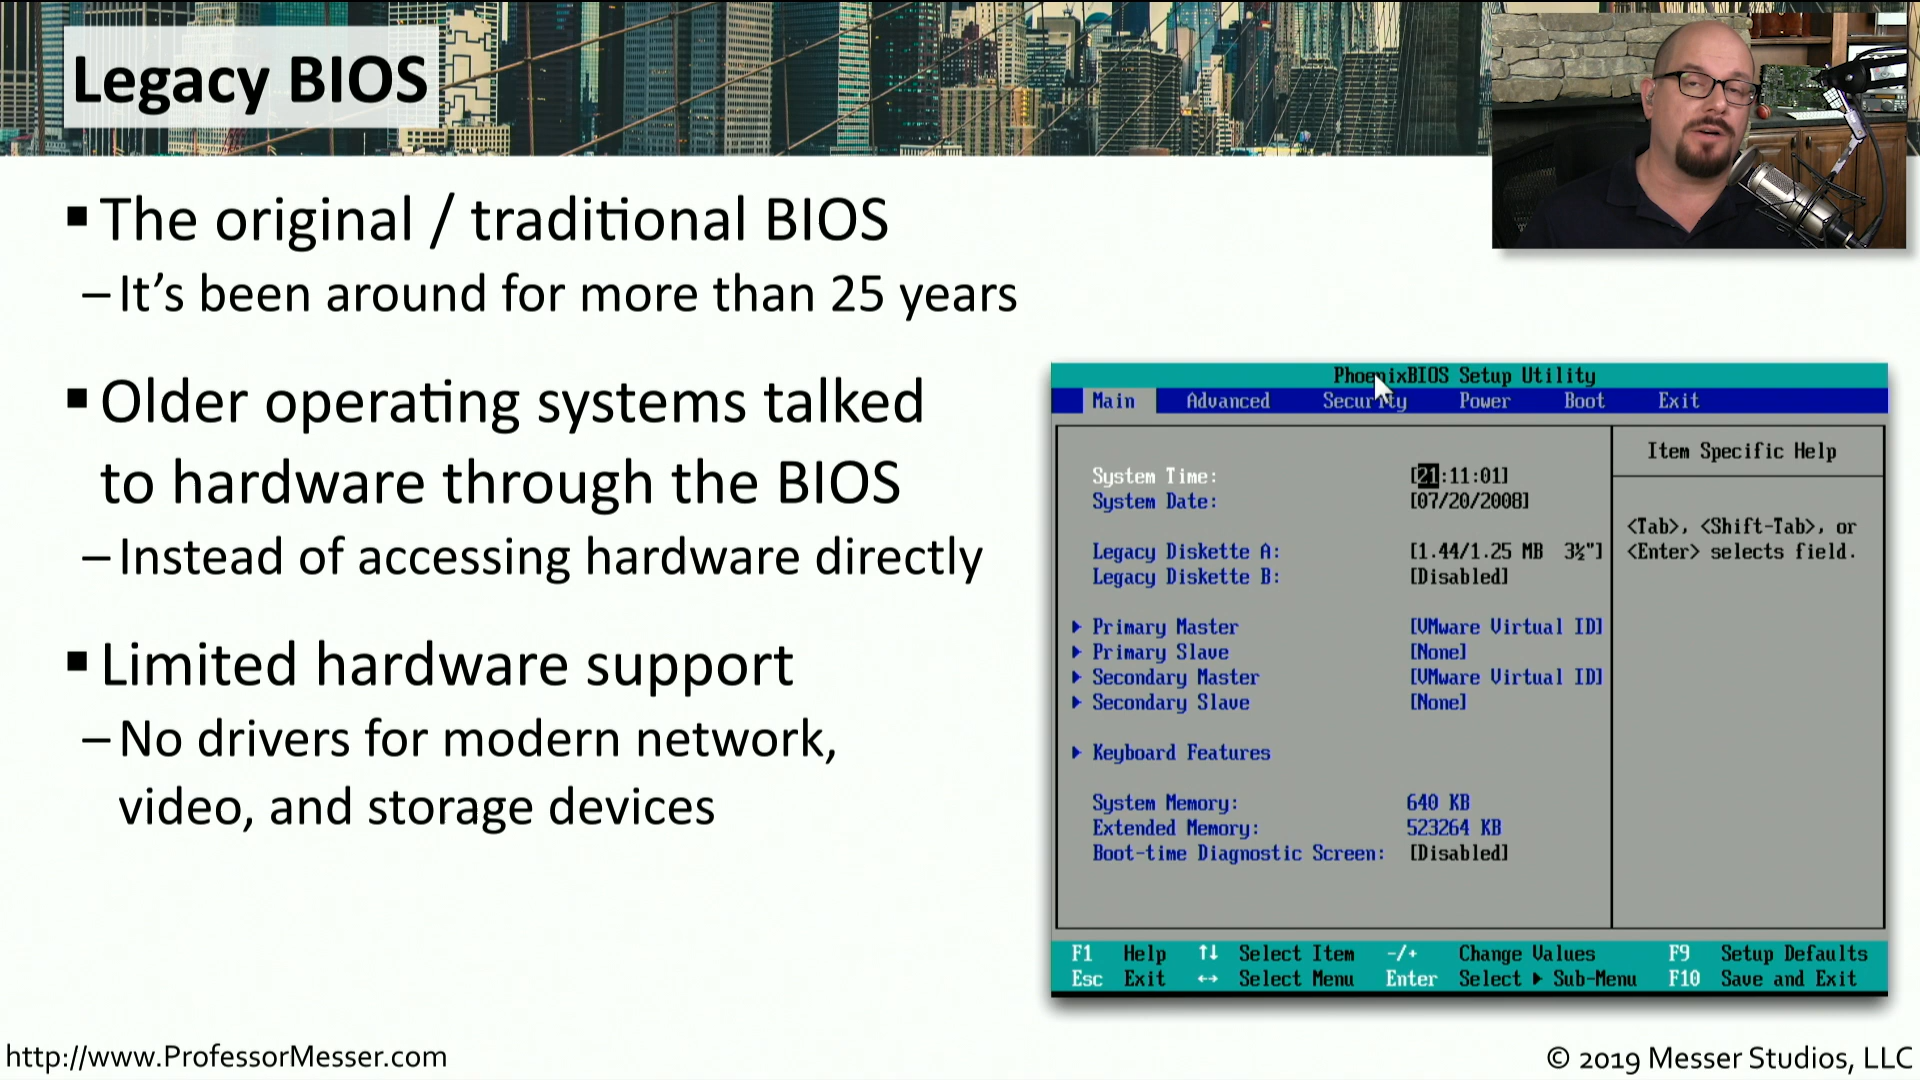 Legacy BIOS
▪ The original / traditional BIOS
– It's been around for more than 25 years
▪ Older operating systems talked
to hardware through the BIOS
– Instead of accessing hardware directly
▪ Limited hardware support
– No drivers for modern network,
video, and storage devices
PhoenixBIOS Setup Utility
Main Advanced Security Power Boot Exit
System Time: [21:11:01]
System Date: [07/20/2008]
Legacy Diskette A: [1.44/1.25 MB 3½"]
Legacy Diskette B: [Disabled]
Primary Master [VMware Virtual ID]
Primary Slave [None]
Secondary Master [VMware Virtual ID]
Secondary Slave [None]
Keyboard Features
System Memory: 640 KB
Extended Memory: 523264 KB
Boot-time Diagnostic Screen: [Disabled]
Item Specific Help
<Tab>, <Shift-Tab>, or
<Enter> selects field.
F1 Help ↑↓ Select Item -/+ Change Values F9 Setup Defaults
Esc Exit ↔ Select Menu Enter Select ▸ Sub-Menu F10 Save and Exit
http://www.ProfessorMesser.com
© 2019 Messer Studios, LLC